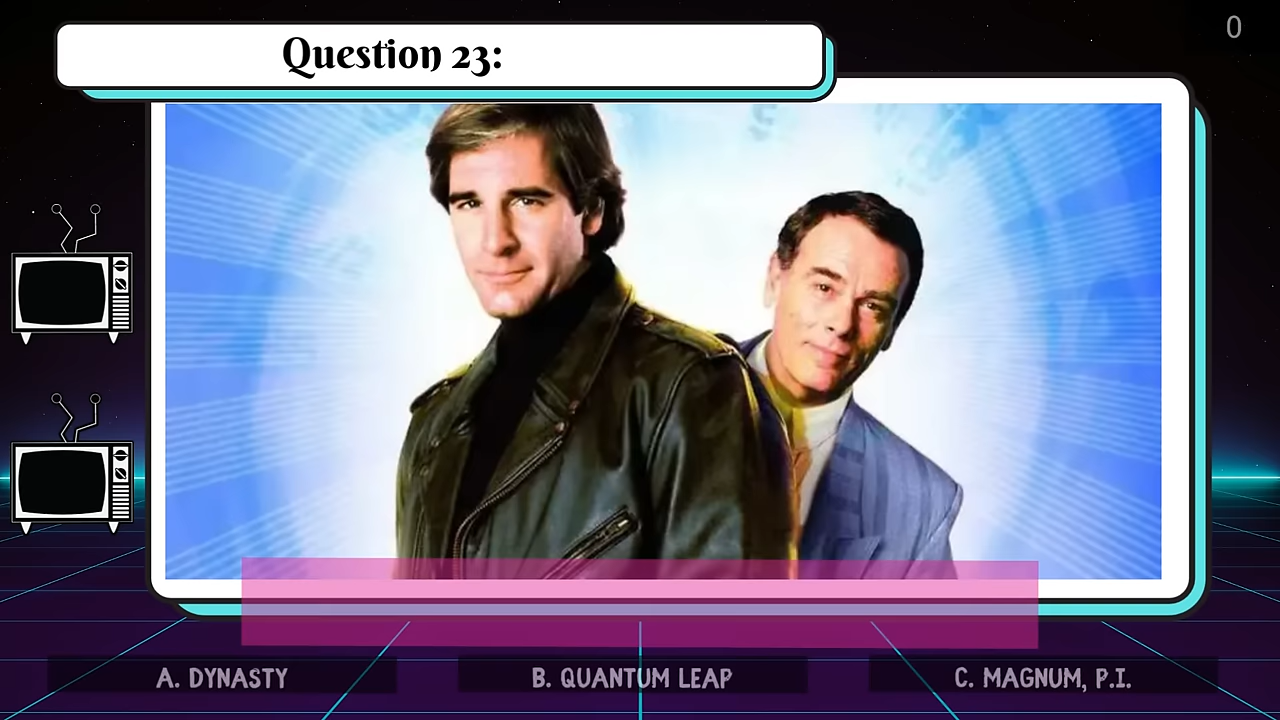 0
Question 23:
A. DYNASTY
B. QUANTUM LEAP
C. MAGNUM, P.I.